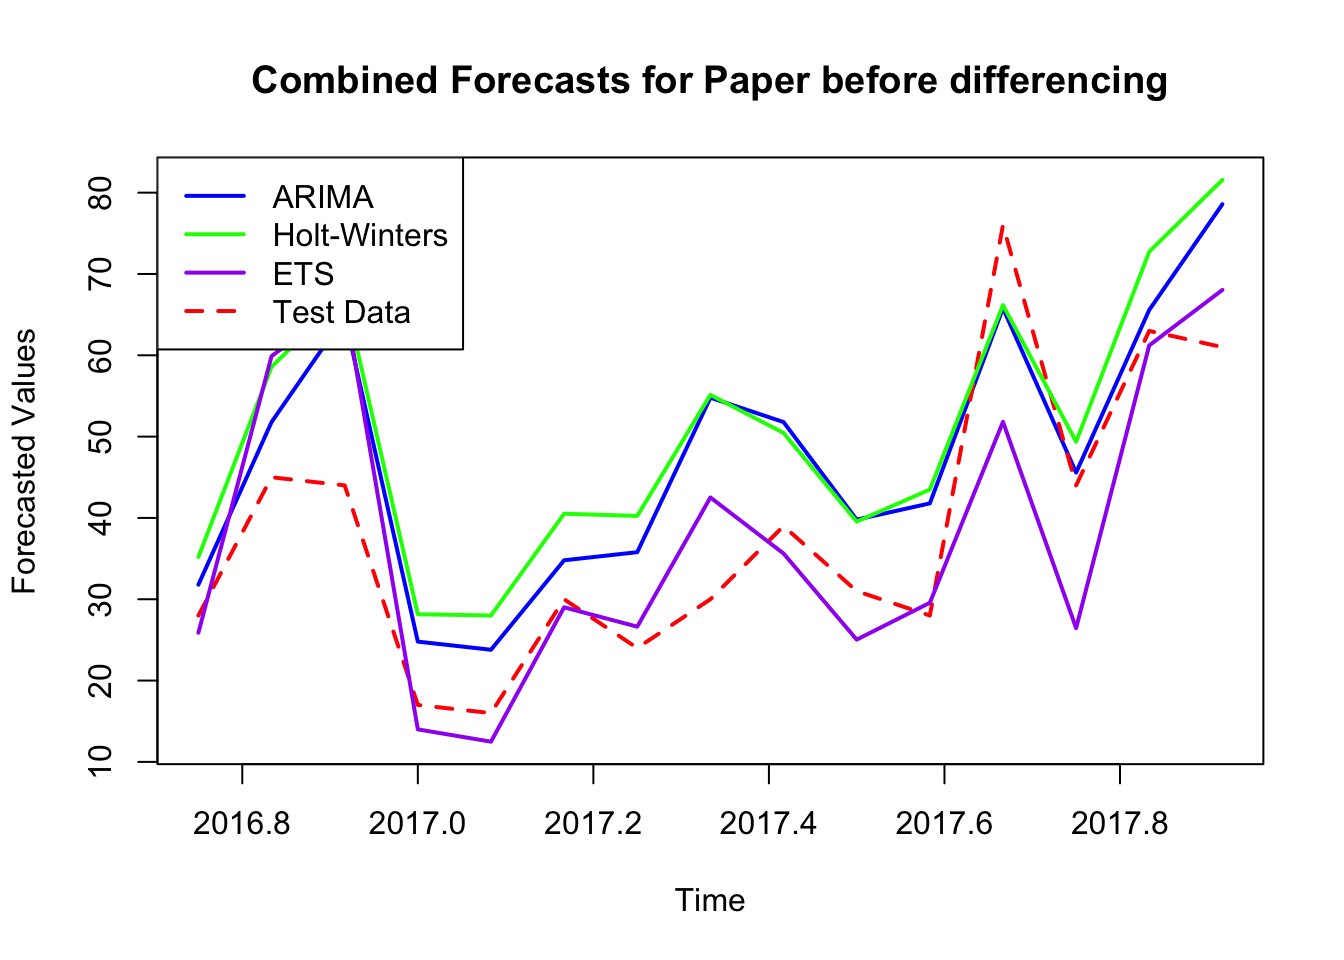 Combined Forecasts for Paper before differencing
ARIMA
Holt-Winters
ETS
Test Data
Forecasted Values
80
70
60
50
40
30
20
10
2016.8 2017.0 2017.2 2017.4 2017.6 2017.8
Time